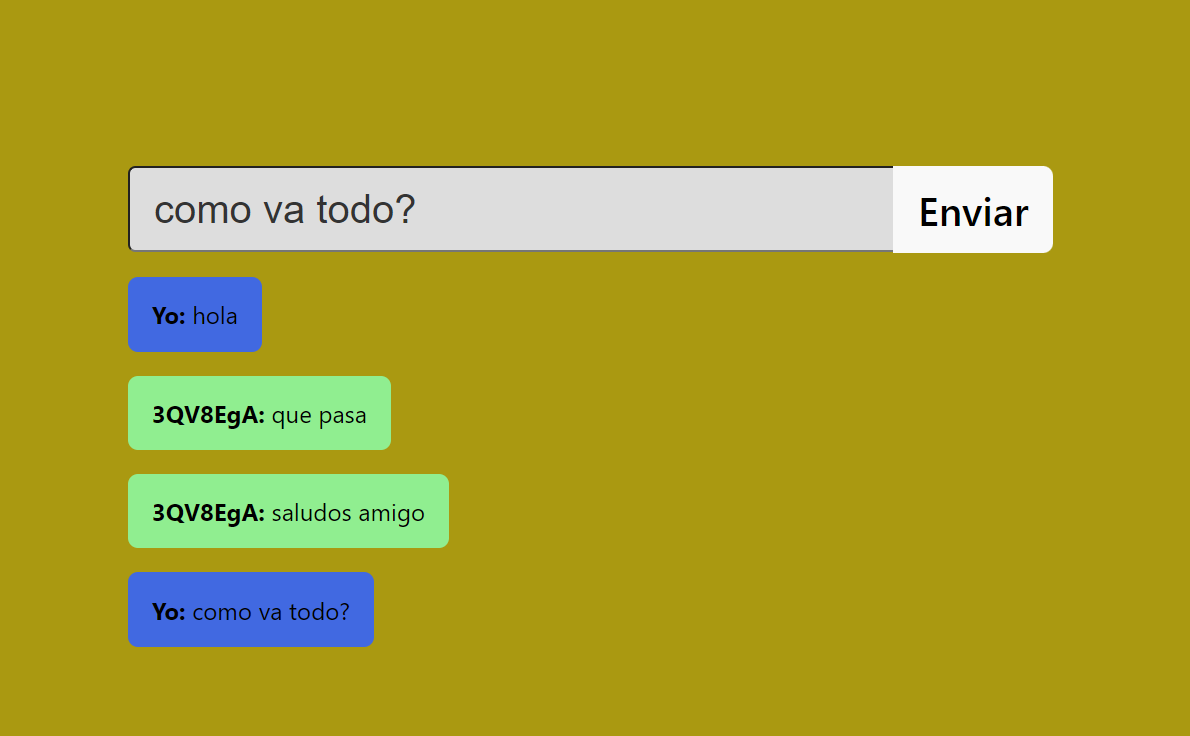 como va todo?
Enviar
Yo: hola
3QV8EgA: que pasa
3QV8EgA: saludos amigo
Yo: como va todo?